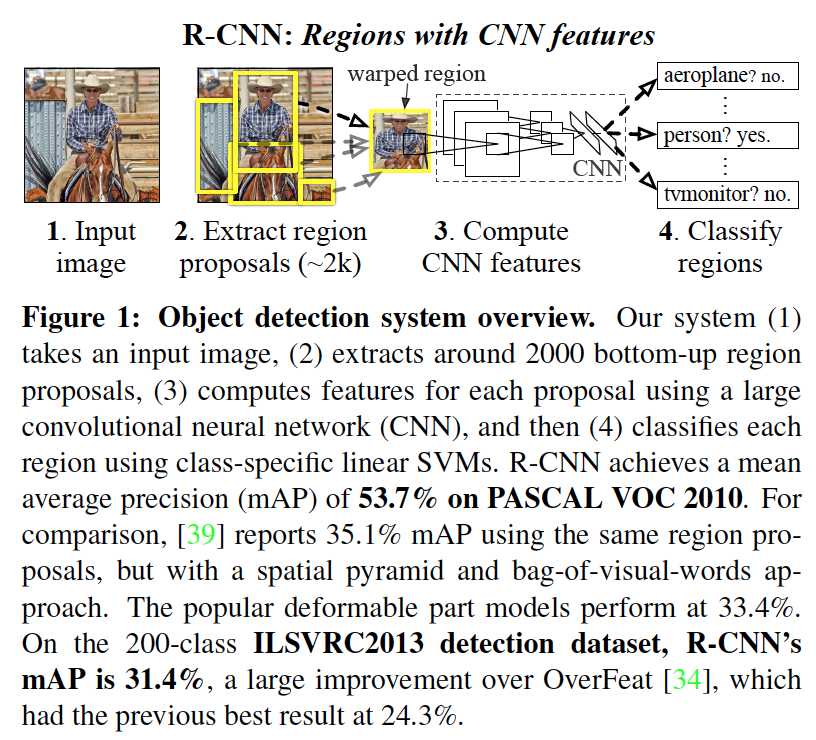 R-CNN: Regions with CNN features
warped region
aeroplane? no.
⋮
person? yes.
⋮
tvmonitor? no.
CNN
1. Input
image
2. Extract region
proposals (~2k)
3. Compute
CNN features
4. Classify
regions
Figure 1: Object detection system overview. Our system (1)
takes an input image, (2) extracts around 2000 bottom-up region
proposals, (3) computes features for each proposal using a large
convolutional neural network (CNN), and then (4) classifies each
region using class-specific linear SVMs. R-CNN achieves a mean
average precision (mAP) of 53.7% on PASCAL VOC 2010. For
comparison, [39] reports 35.1% mAP using the same region pro-
posals, but with a spatial pyramid and bag-of-visual-words ap-
proach. The popular deformable part models perform at 33.4%.
On the 200-class ILSVRC2013 detection dataset, R-CNN's
mAP is 31.4%, a large improvement over OverFeat [34], which
had the previous best result at 24.3%.